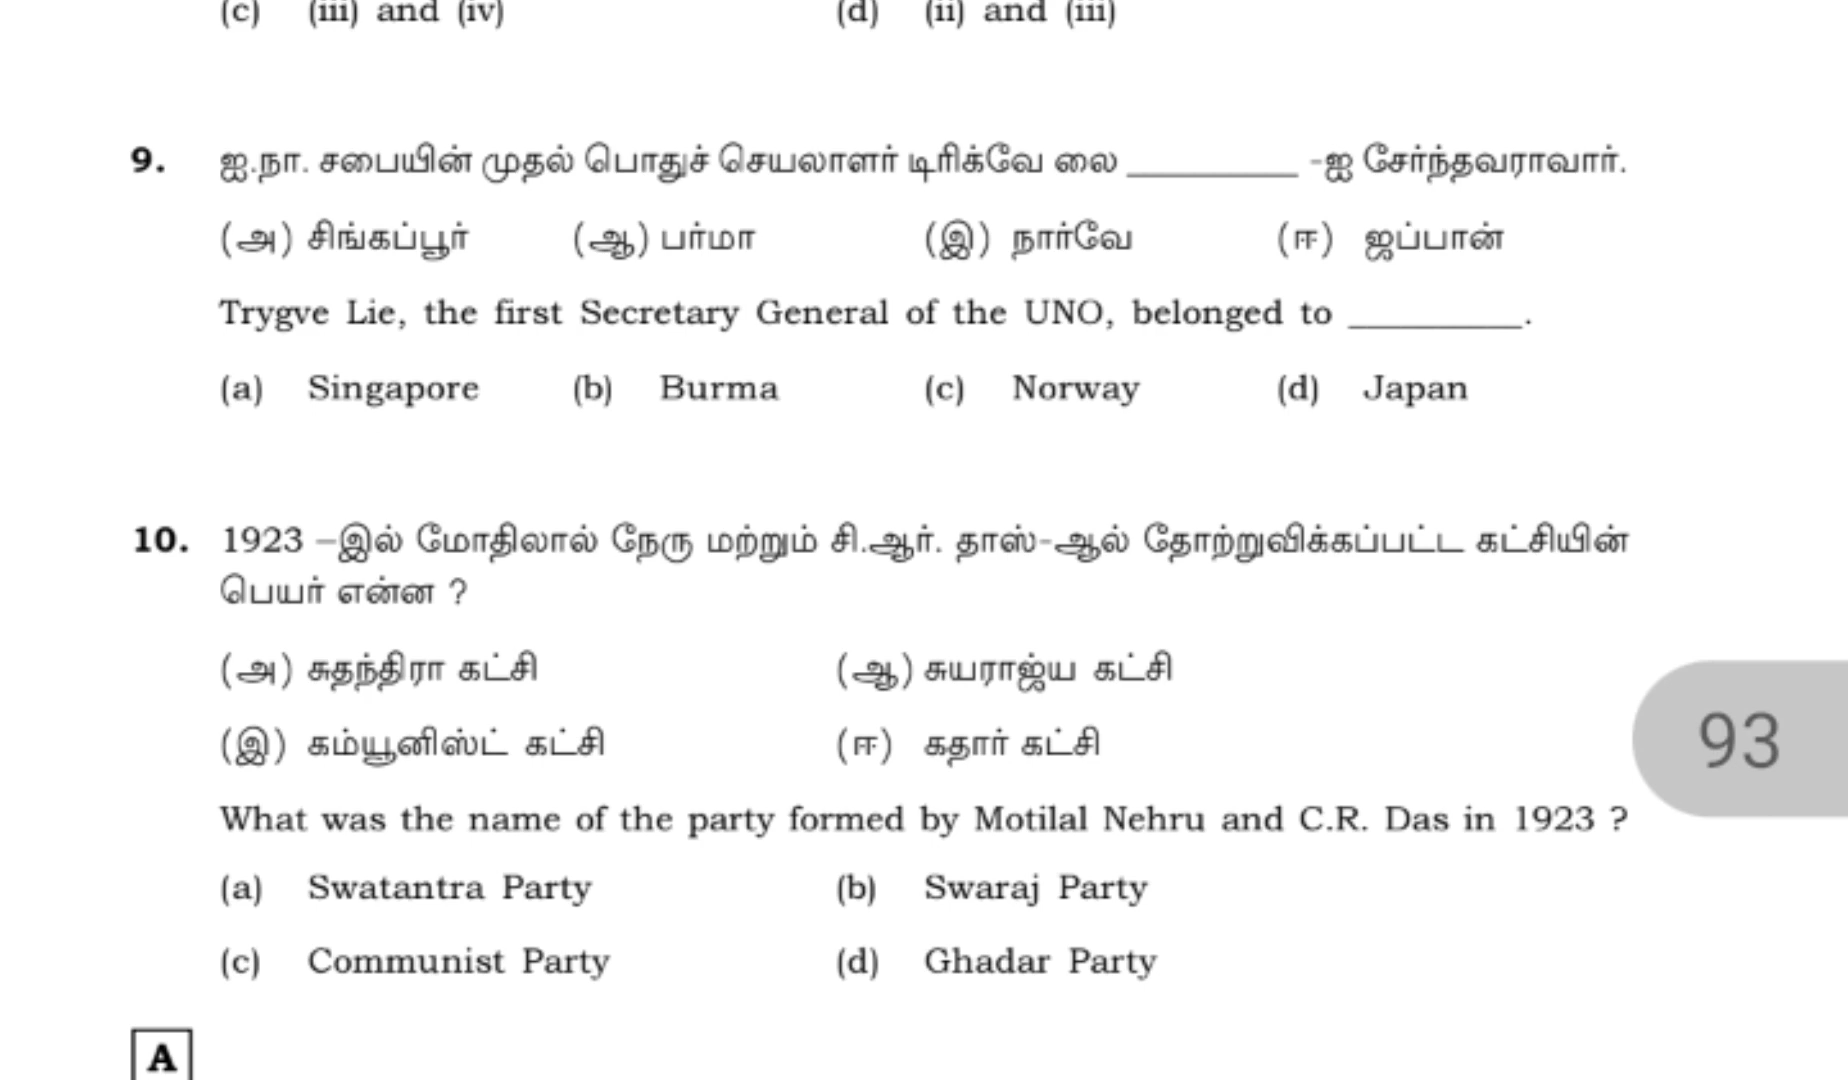 (c) (iii) and (iv) (d) (ii) and (iii)
9. ஐ.நா. சபையின் முதல் பொதுச் செயலாளர் டிரிக்வே லை __________ -ஐ சேர்ந்தவராவார்.
(அ) சிங்கப்பூர் (ஆ) பர்மா (இ) நார்வே (ஈ) ஜப்பான்
Trygve Lie, the first Secretary General of the UNO, belonged to __________.
(a) Singapore (b) Burma (c) Norway (d) Japan
10. 1923 –இல் மோதிலால் நேரு மற்றும் சி.ஆர். தாஸ்-ஆல் தோற்றுவிக்கப்பட்ட கட்சியின்
பெயர் என்ன ?
(அ) சுதந்திரா கட்சி (ஆ) சுயராஜ்ய கட்சி
(இ) கம்யூனிஸ்ட் கட்சி (ஈ) கதார் கட்சி
93
What was the name of the party formed by Motilal Nehru and C.R. Das in 1923 ?
(a) Swatantra Party (b) Swaraj Party
(c) Communist Party (d) Ghadar Party
A